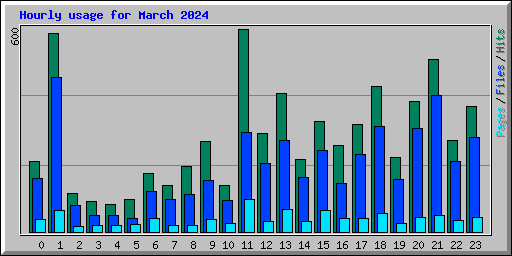 Hourly usage for March 2024
600
Pages/Files/Hits
0 1 2 3 4 5 6 7 8 9 10 11 12 13 14 15 16 17 18 19 20 21 22 23